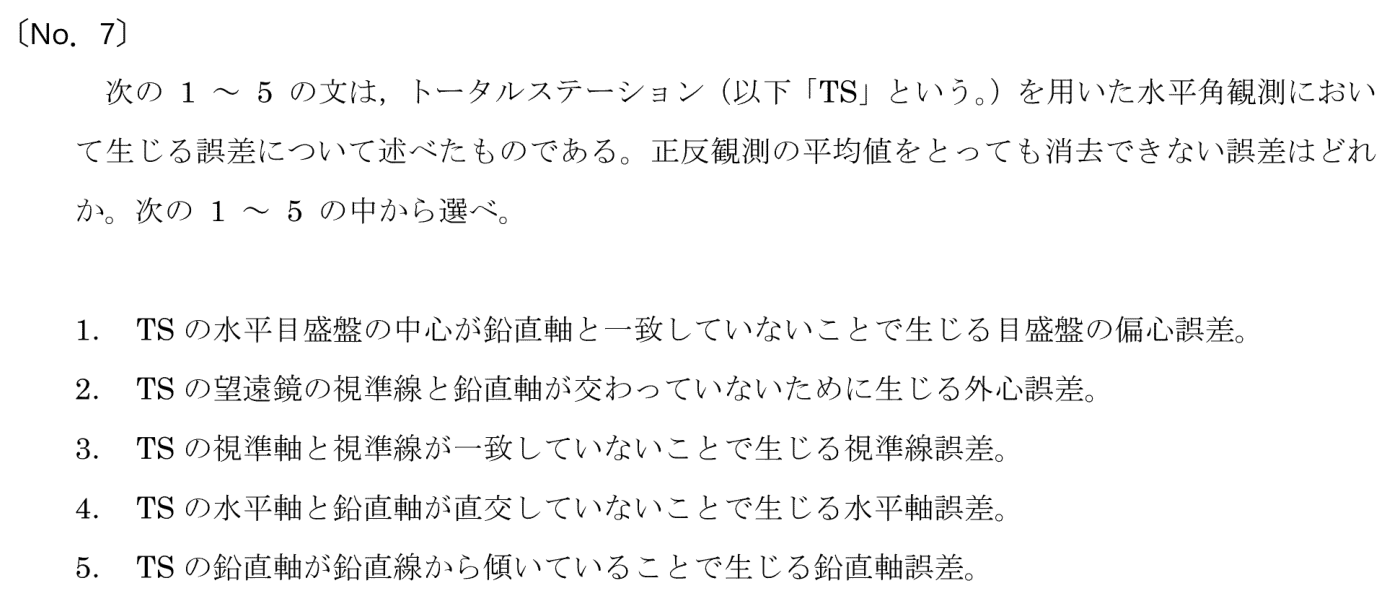 〔No. 7〕
次の 1 ～ 5 の文は，トータルステーション（以下「TS」という。）を用いた水平角観測におい
て生じる誤差について述べたものである。正反観測の平均値をとっても消去できない誤差はどれ
か。次の 1 ～ 5 の中から選べ。
1. TS の水平目盛盤の中心が鉛直軸と一致していないことで生じる目盛盤の偏心誤差。
2. TS の望遠鏡の視準線と鉛直軸が交わっていないために生じる外心誤差。
3. TS の視準軸と視準線が一致していないことで生じる視準線誤差。
4. TS の水平軸と鉛直軸が直交していないことで生じる水平軸誤差。
5. TS の鉛直軸が鉛直線から傾いていることで生じる鉛直軸誤差。